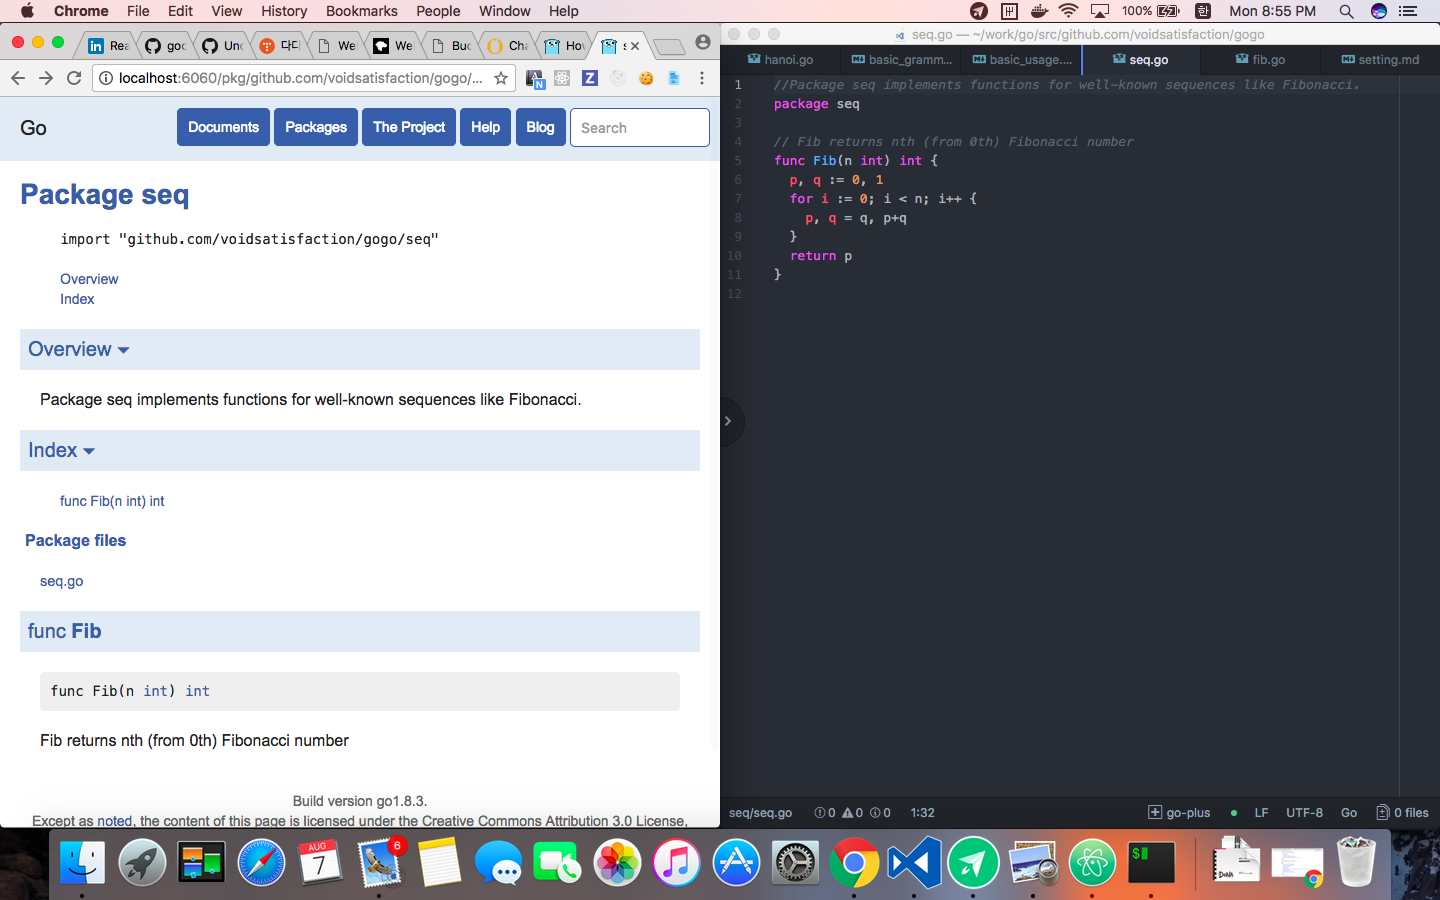 Chrome File Edit View History Bookmarks People Window Help 100% 한 Mon 8:55 PM
Rea goc Unc 다 We We Buc Cha Hov s
localhost:6060/pkg/github.com/voidsatisfaction/gogo/...
Go Documents Packages The Project Help Blog Search
Package seq
import "github.com/voidsatisfaction/gogo/seq"
Overview
Index
Overview
Package seq implements functions for well-known sequences like Fibonacci.
Index
func Fib(n int) int
Package files
seq.go
func Fib
func Fib(n int) int
Fib returns nth (from 0th) Fibonacci number
Build version go1.8.3.
Except as noted, the content of this page is licensed under the Creative Commons Attribution 3.0 License,
seq.go — ~/work/go/src/github.com/voidsatisfaction/gogo
hanoi.go basic_gramm... basic_usage.... seq.go fib.go setting.md
1 //Package seq implements functions for well-known sequences like Fibonacci.
2 package seq
3
4 // Fib returns nth (from 0th) Fibonacci number
5 func Fib(n int) int {
6 p, q := 0, 1
7 for i := 0; i < n; i++ {
8 p, q = q, p+q
9 }
10 return p
11 }
12
seq/seq.go 0 0 0 1:32 go-plus LF UTF-8 Go 0 files
AUG
7
6
$